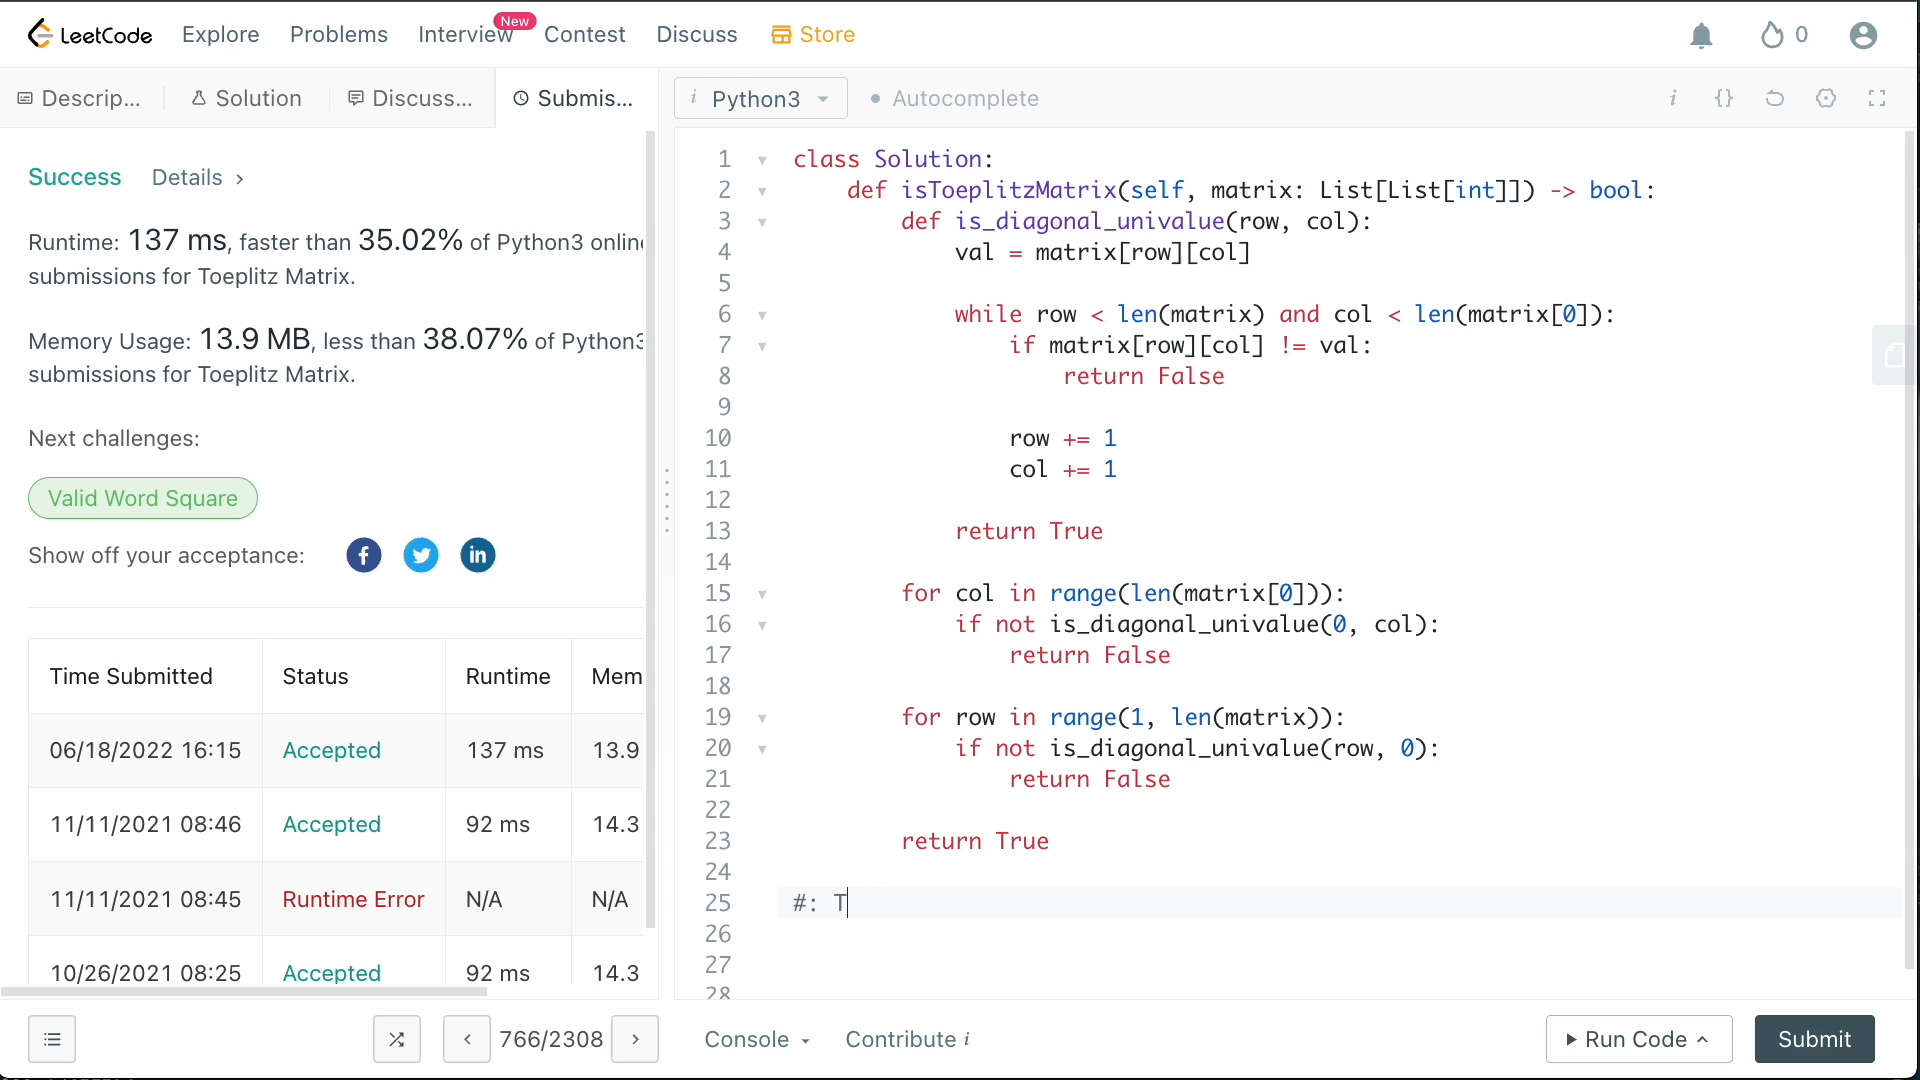 LeetCode Explore Problems Interview New Contest Discuss Store 0
Descrip... Solution Discuss... Submis...
i Python3 Autocomplete i {}
Success Details >
Runtime: 137 ms, faster than 35.02% of Python3 online
submissions for Toeplitz Matrix.
Memory Usage: 13.9 MB, less than 38.07% of Python3
submissions for Toeplitz Matrix.
Next challenges:
Valid Word Square
Show off your acceptance: f in
Time Submitted Status Runtime Mem
06/18/2022 16:15 Accepted 137 ms 13.9
11/11/2021 08:46 Accepted 92 ms 14.3
11/11/2021 08:45 Runtime Error N/A N/A
10/26/2021 08:25 Accepted 92 ms 14.3
1 class Solution:
2 def isToeplitzMatrix(self, matrix: List[List[int]]) -> bool:
3 def is_diagonal_univalue(row, col):
4 val = matrix[row][col]
5
6 while row < len(matrix) and col < len(matrix[0]):
7 if matrix[row][col] != val:
8 return False
9
10 row += 1
11 col += 1
12
13 return True
14
15 for col in range(len(matrix[0])):
16 if not is_diagonal_univalue(0, col):
17 return False
18
19 for row in range(1, len(matrix)):
20 if not is_diagonal_univalue(row, 0):
21 return False
22
23 return True
24
25 #: T
26
27
28
< 766/2308 >
Console Contribute i
Run Code Submit